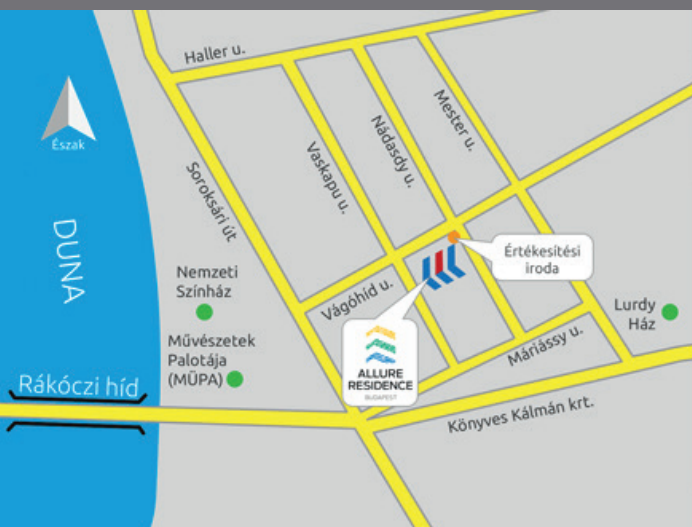 Haller u.
Észak
Mester u.
Nádasdy u.
Vaskapu u.
Soroksári út
DUNA
Értékesítési
iroda
Nemzeti
Színház
Vágóhíd u.
Lurdy
Ház
Művészetek
Palotája
(MŰPA)
Máriássy u.
ALLURE
RESIDENCE
BUDAPEST
Rákóczi híd
Könyves Kálmán krt.